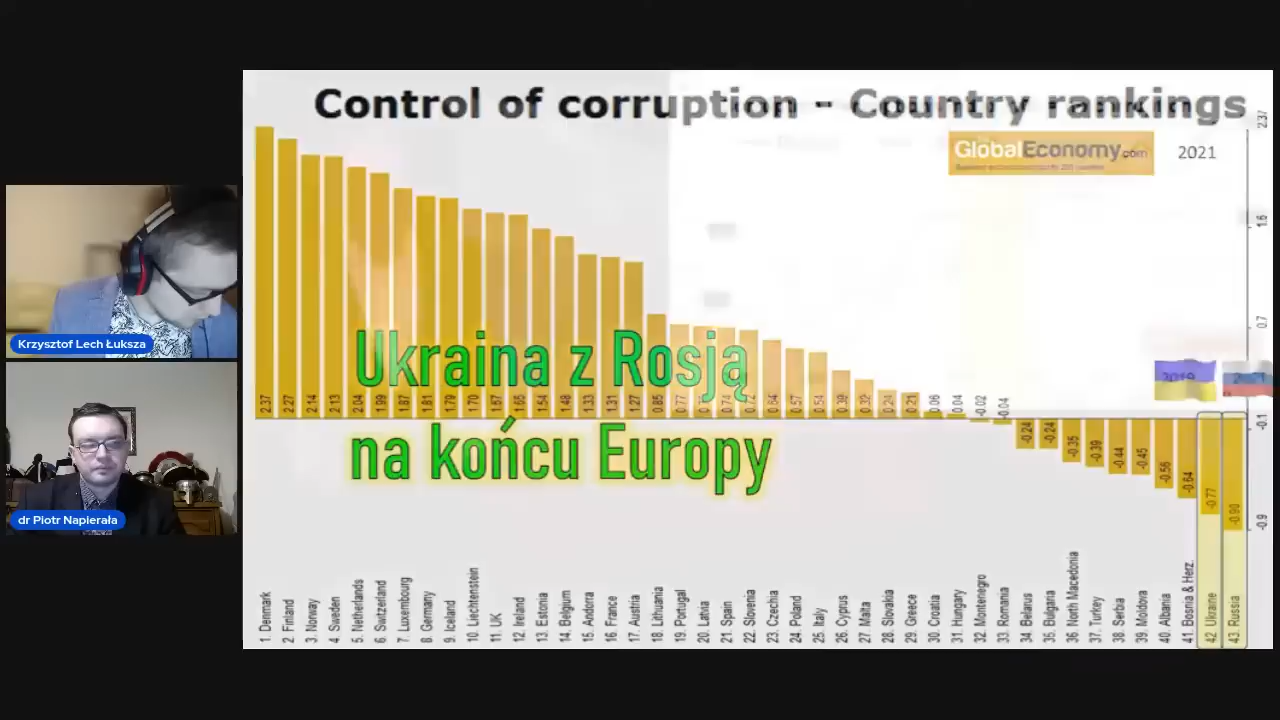 Control of corruption - Country rankings
GlobalEconomy.com
2021
Krzysztof Lech Łuksza
dr Piotr Napierała
Ukraina z Rosją
na końcu Europy
2.37
1.6
0.7
-0.1
-0.9
2.37
2.27
2.14
2.13
2.04
1.99
1.87
1.81
1.79
1.70
1.67
1.65
1.54
1.48
1.33
1.31
1.27
0.85
0.77
0.74
0.72
0.64
0.57
0.54
0.39
0.32
0.24
0.21
0.06
0.04
-0.02
-0.04
-0.24
-0.24
-0.35
-0.39
-0.44
-0.45
-0.56
-0.64
-0.77
-0.90
1. Denmark
2 Finland
3. Norway
4. Sweden
5. Netherlands
6. Switzerland
7. Luxembourg
8. Germany
9. Iceland
10. Liechtenstein
11. UK
12. Ireland
13. Estonia
14. Belgium
15. Andorra
16. France
17. Austria
18. Lithuania
19. Portugal
20. Latvia
21. Spain
22. Slovenia
23. Czechia
24. Poland
25. Italy
26. Cyprus
27. Malta
28. Slovakia
29. Greece
30. Croatia
31. Hungary
32. Montenegro
33. Romania
34. Belarus
35. Bulgaria
36. North Macedonia
37. Turkey
38. Serbia
39. Moldova
40. Albania
41. Bosnia & Herz.
42. Ukraine
43. Russia